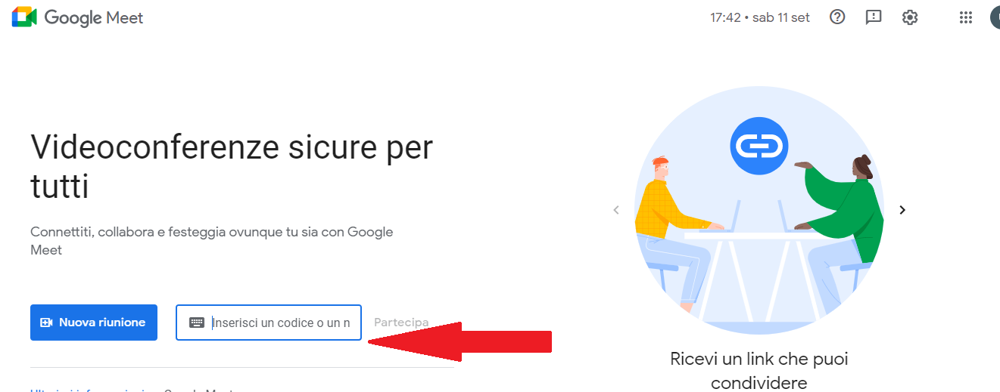 Google Meet
17:42 • sab 11 set
Videoconferenze sicure per
tutti
Connettiti, collabora e festeggia ovunque tu sia con Google
Meet
Nuova riunione
Inserisci un codice o un n
Partecipa
Ricevi un link che puoi
condividere